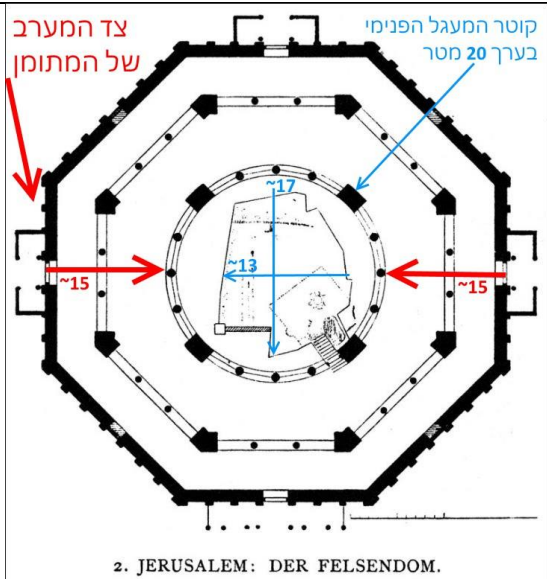 צד המערב
של המתומן
קוטר המעגל הפנימי
בערך 20 מטר
~17
~13
~15
~15
2. JERUSALEM: DER FELSENDOM.